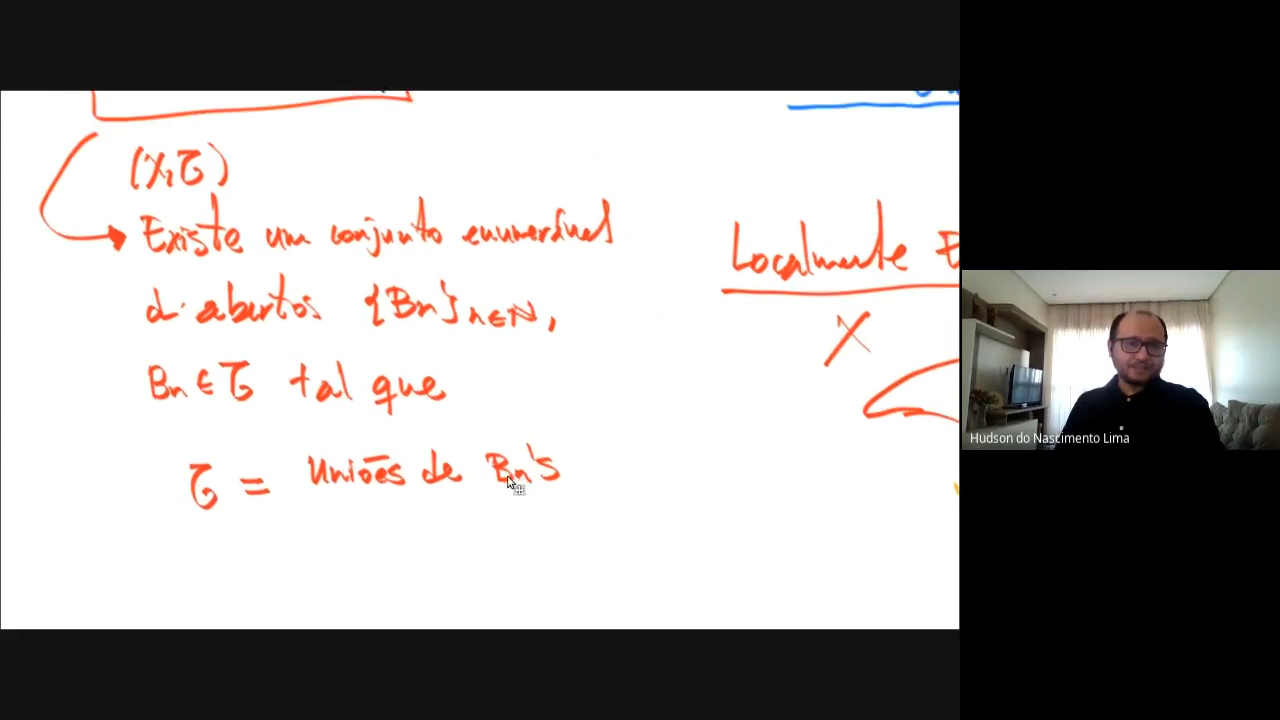 (X, τ)
Existe um conjunto enumerável
de abertos {Bn's}n∈ℕ,
Bn ∈ τ tal que
τ = Uniões de Bn's
Localmente E
X
Hudson do Nascimento Lima